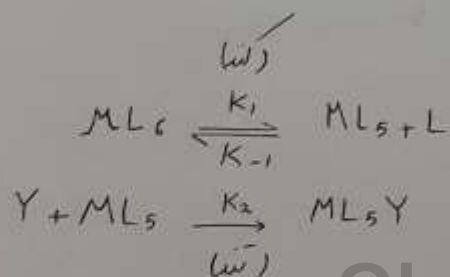 K₁
ML₆ ⇌ ML₅ + L
K₋₁
Y + ML₅ → ML₅Y
K₂